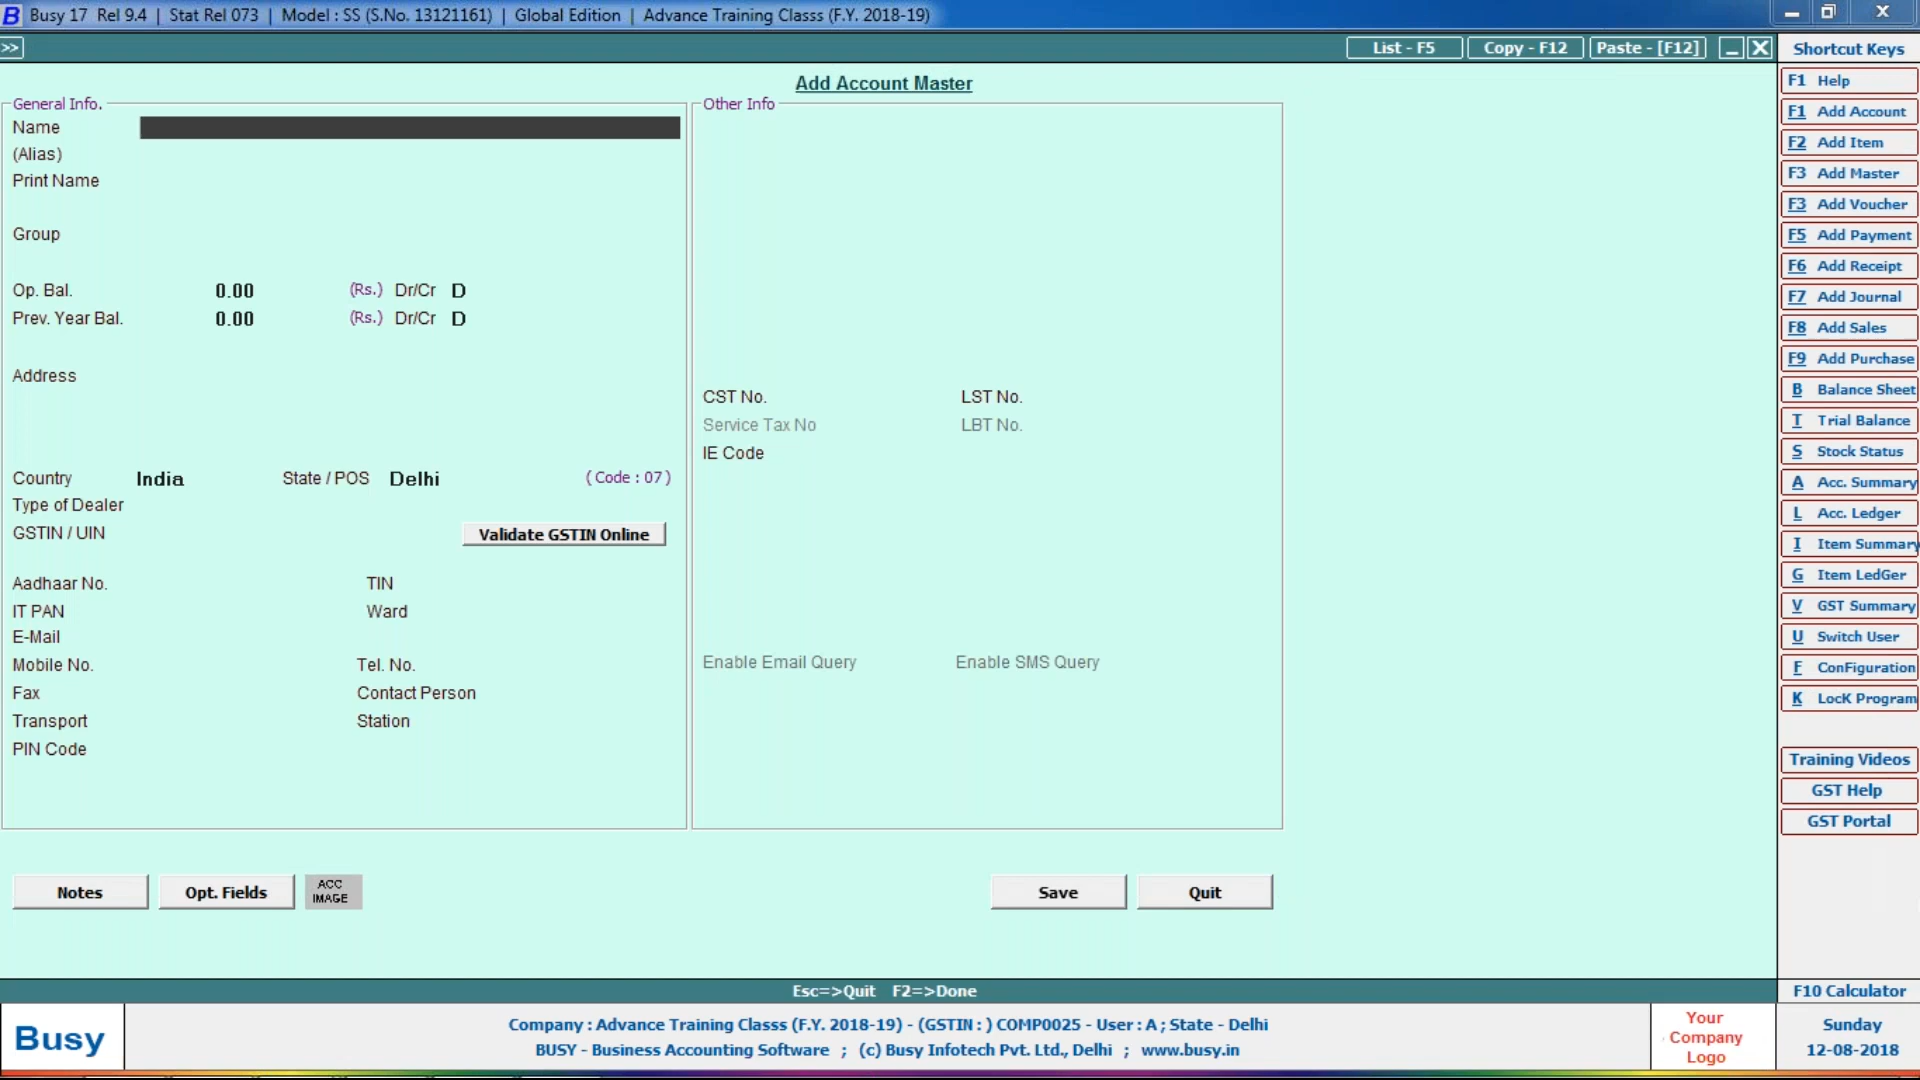 B Busy 17 Rel 9.4 | Stat Rel 073 | Model : SS (S.No. 13121161) | Global Edition | Advance Training Classs (F.Y. 2018-19)
>> List - F5 Copy - F12 Paste - [F12] Shortcut Keys
Add Account Master
General Info.
Name
(Alias)
Print Name
Group
Op. Bal. 0.00 (Rs.) Dr/Cr D
Prev. Year Bal. 0.00 (Rs.) Dr/Cr D
Address
Country India State / POS Delhi ( Code : 07 )
Type of Dealer
GSTIN / UIN Validate GSTIN Online
Aadhaar No. TIN
IT PAN Ward
E-Mail
Mobile No. Tel. No.
Fax Contact Person
Transport Station
PIN Code
Other Info
CST No. LST No.
Service Tax No LBT No.
IE Code
Enable Email Query Enable SMS Query
Notes Opt. Fields ACC IMAGE Save Quit
F1 Help
F1 Add Account
F2 Add Item
F3 Add Master
F3 Add Voucher
F5 Add Payment
F6 Add Receipt
F7 Add Journal
F8 Add Sales
F9 Add Purchase
B Balance Sheet
T Trial Balance
S Stock Status
A Acc. Summary
L Acc. Ledger
I Item Summary
G Item LedGer
V GST Summary
U Switch User
F ConFiguration
K LocK Program
Training Videos
GST Help
GST Portal
Esc=>Quit F2=>Done F10 Calculator
Busy
Company : Advance Training Classs (F.Y. 2018-19) - (GSTIN : ) COMP0025 - User : A ; State - Delhi
BUSY - Business Accounting Software ; (c) Busy Infotech Pvt. Ltd., Delhi ; www.busy.in
Your
Company
Logo
Sunday
12-08-2018